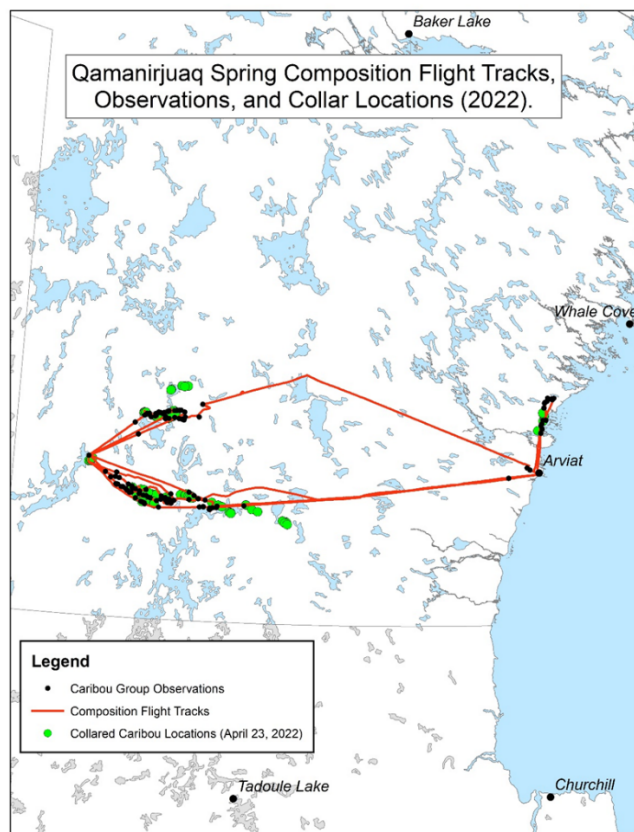 Baker Lake
Qamanirjuaq Spring Composition Flight Tracks,
Observations, and Collar Locations (2022).
Whale Cove
Arviat
Legend
Caribou Group Observations
Composition Flight Tracks
Collared Caribou Locations (April 23, 2022)
Tadoule Lake
Churchill